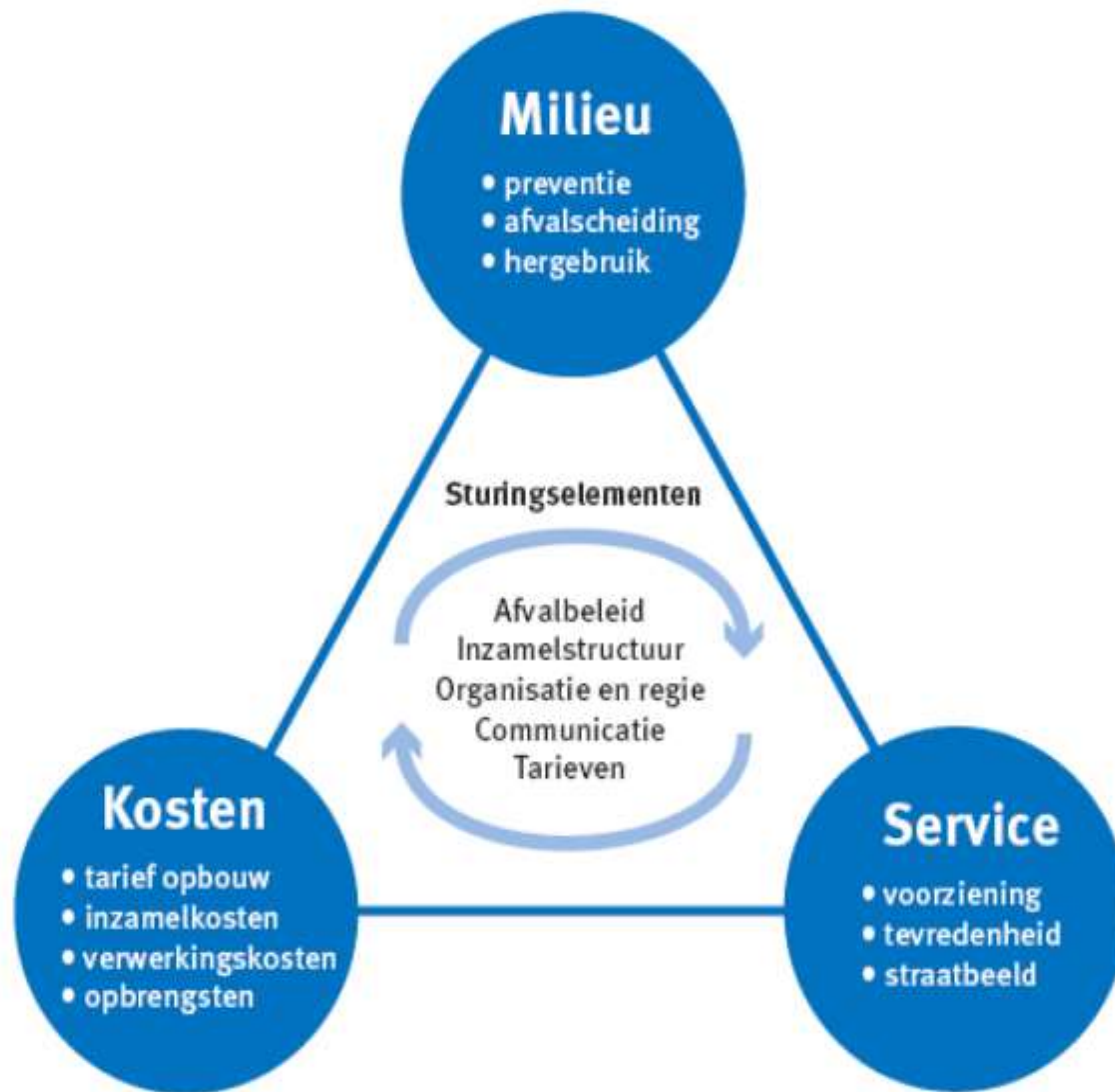 Milieu
• preventie
• afvalscheiding
• hergebruik
Sturingselementen
Afvalbeleid
Inzamelstructuur
Organisatie en regie
Communicatie
Tarieven
Kosten
• tarief opbouw
• inzamelkosten
• verwerkingskosten
• opbrengsten
Service
• voorziening
• tevredenheid
• straatbeeld